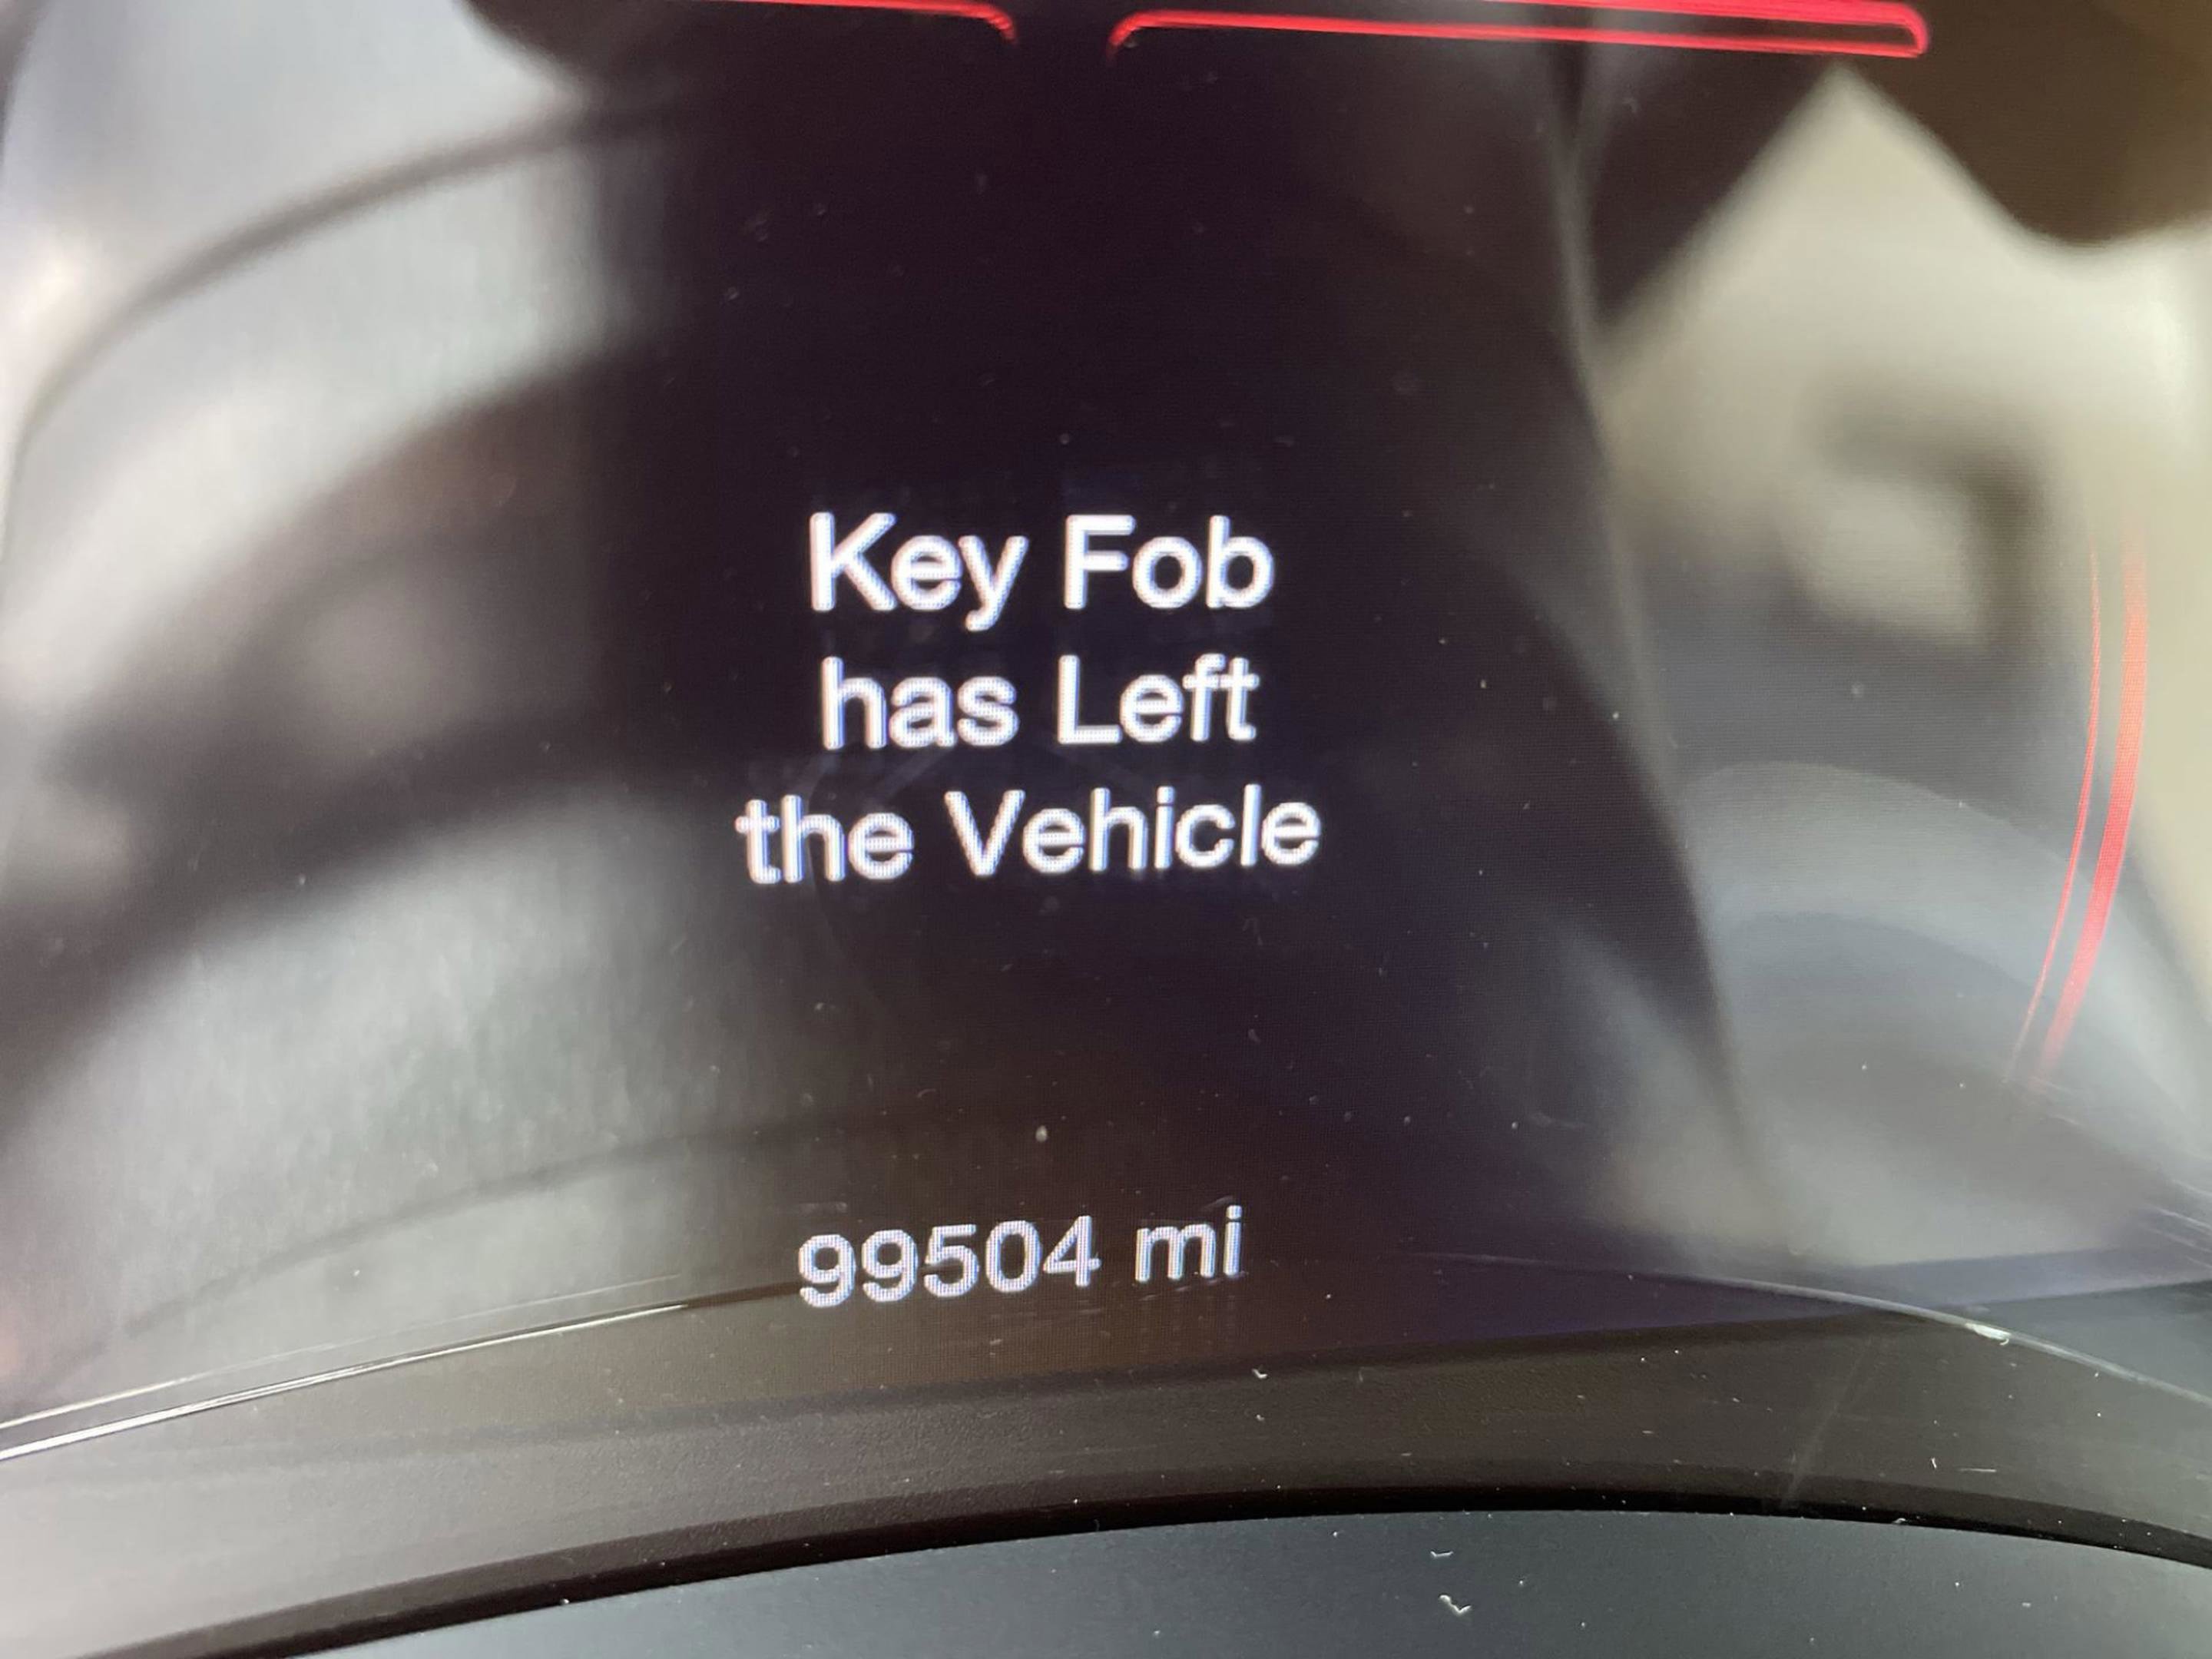 Key Fob
has Left
the Vehicle
99504 mi